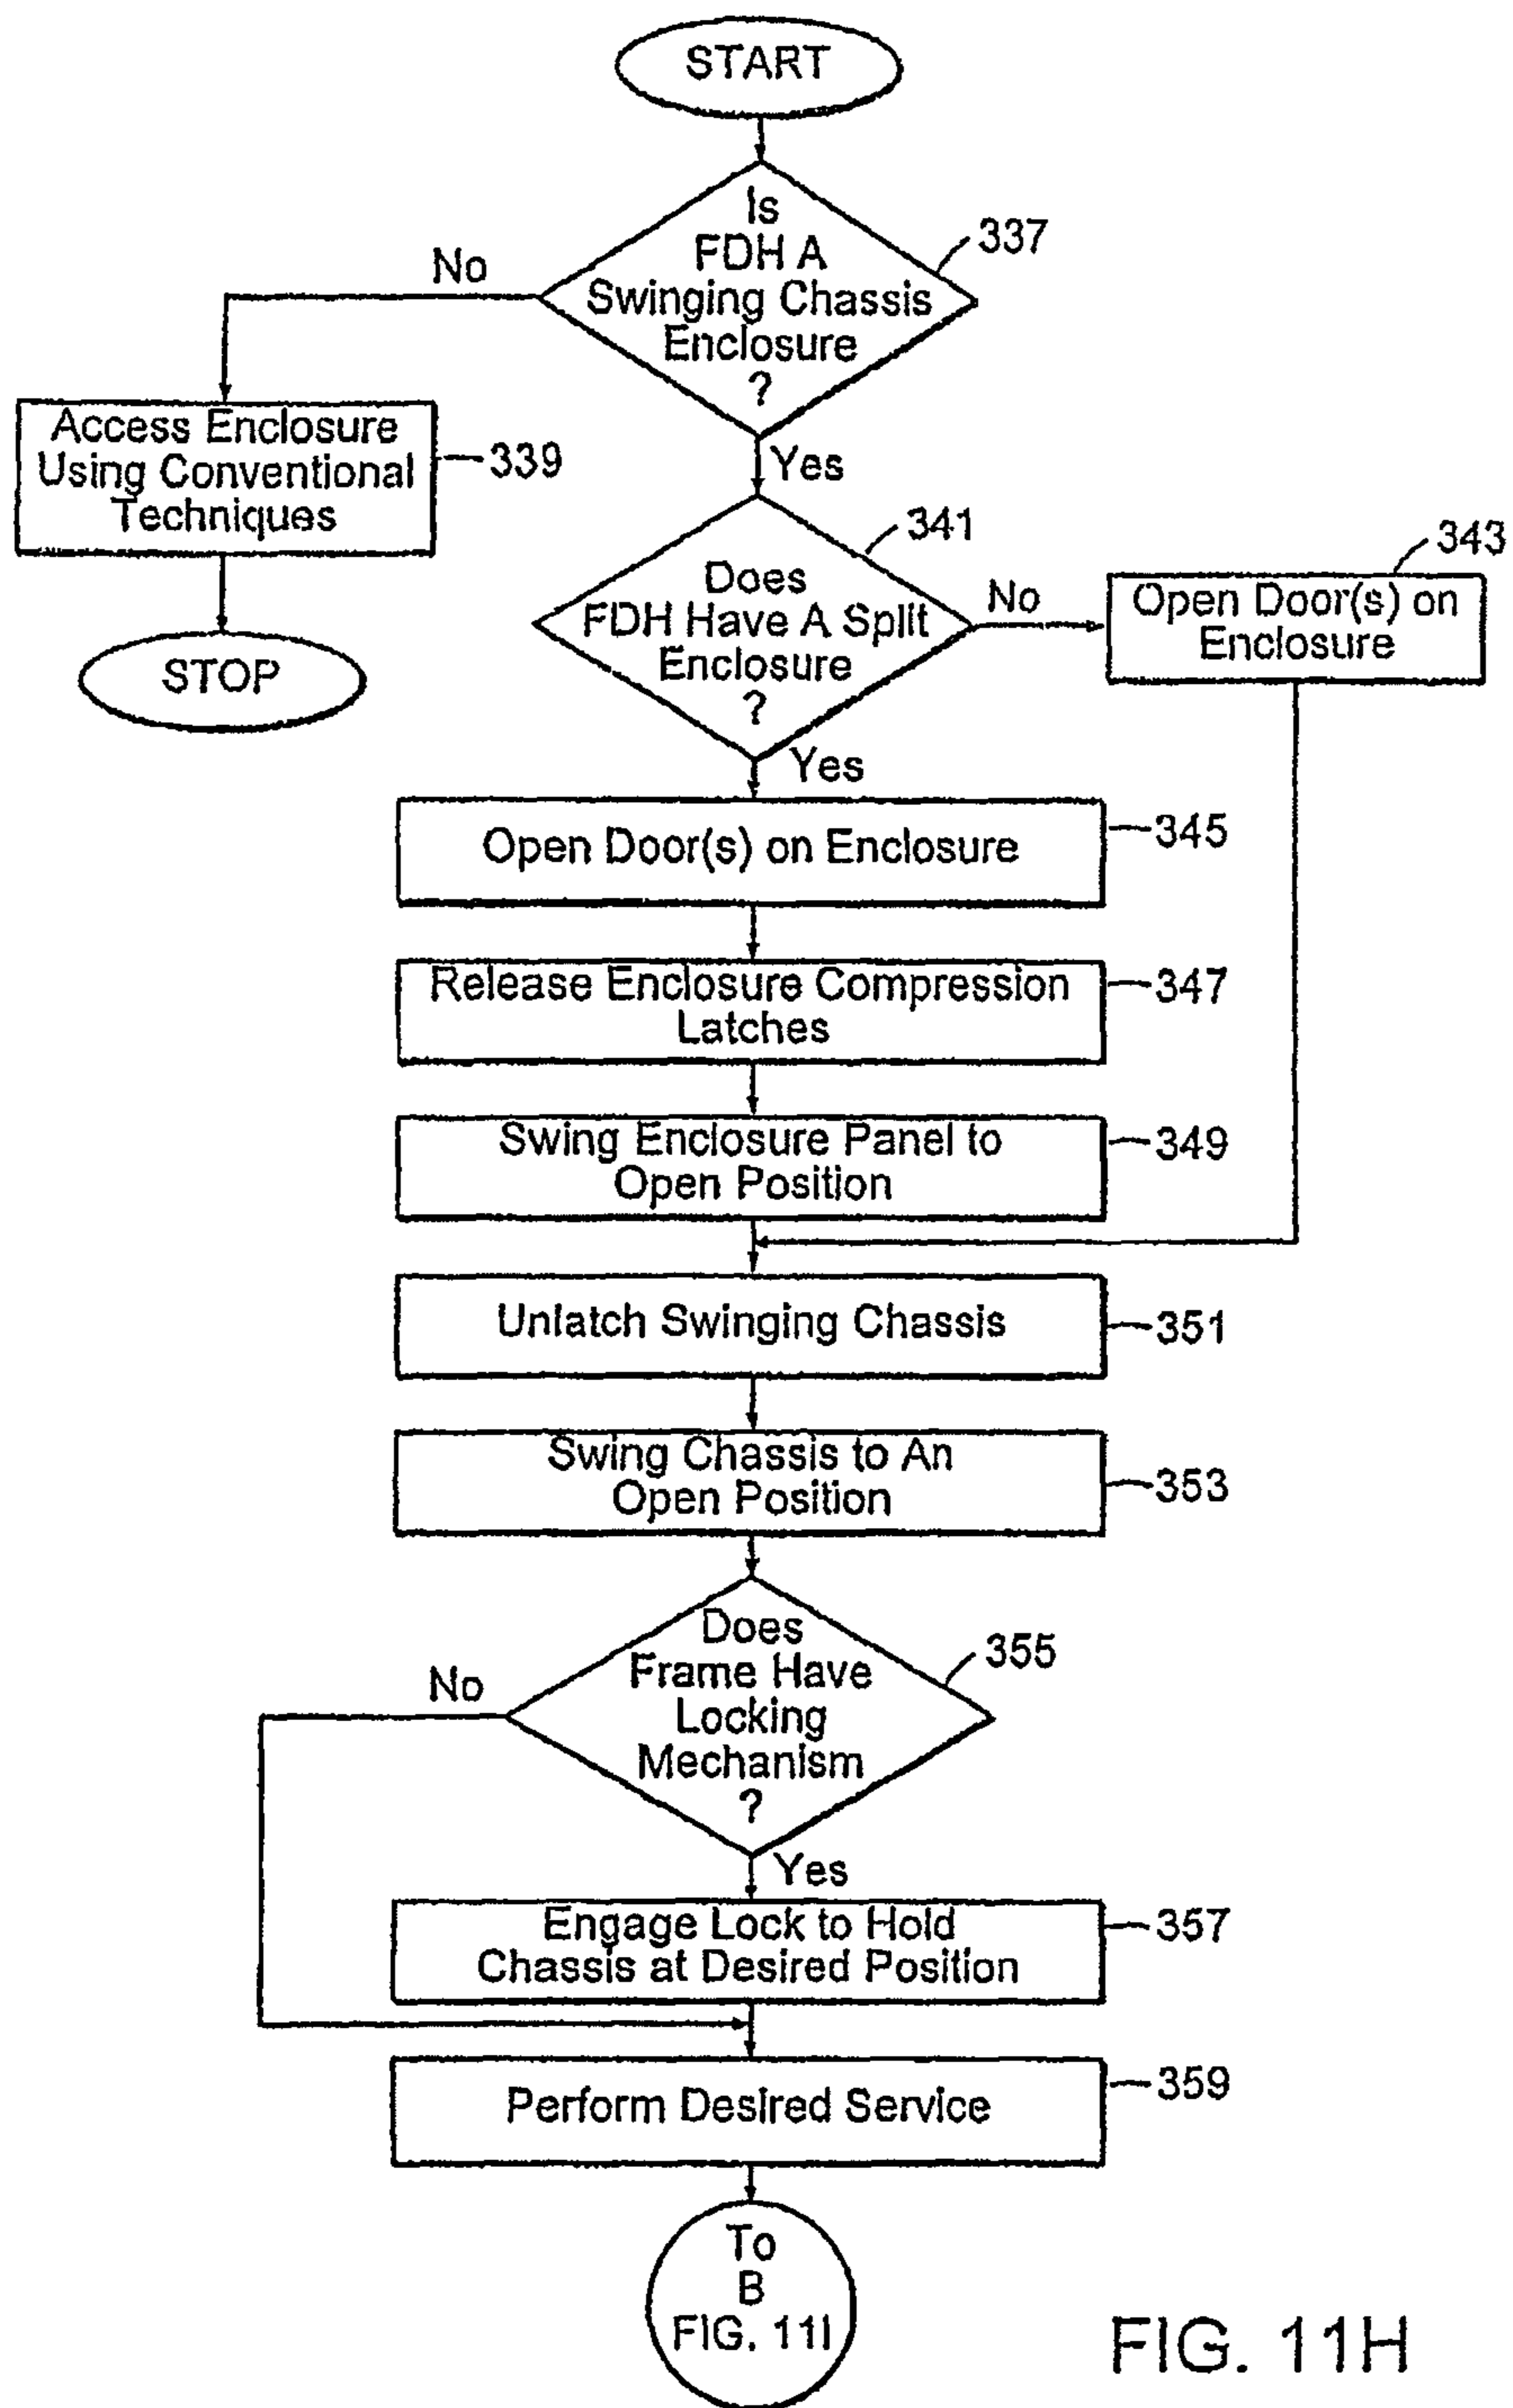 START
Is
FDH A
Swinging Chassis
Enclosure
?
337
No
Yes
Access Enclosure
Using Conventional
Techniques
339
STOP
Does
FDH Have A Split
Enclosure
?
341
No
Yes
Open Door(s) on
Enclosure
343
Open Door(s) on Enclosure
345
Release Enclosure Compression
Latches
347
Swing Enclosure Panel to
Open Position
349
Unlatch Swinging Chassis
351
Swing Chassis to An
Open Position
353
Does
Frame Have
Locking
Mechanism
?
355
No
Yes
Engage Lock to Hold
Chassis at Desired Position
357
Perform Desired Service
359
To
B
FIG. 11I
FIG. 11H